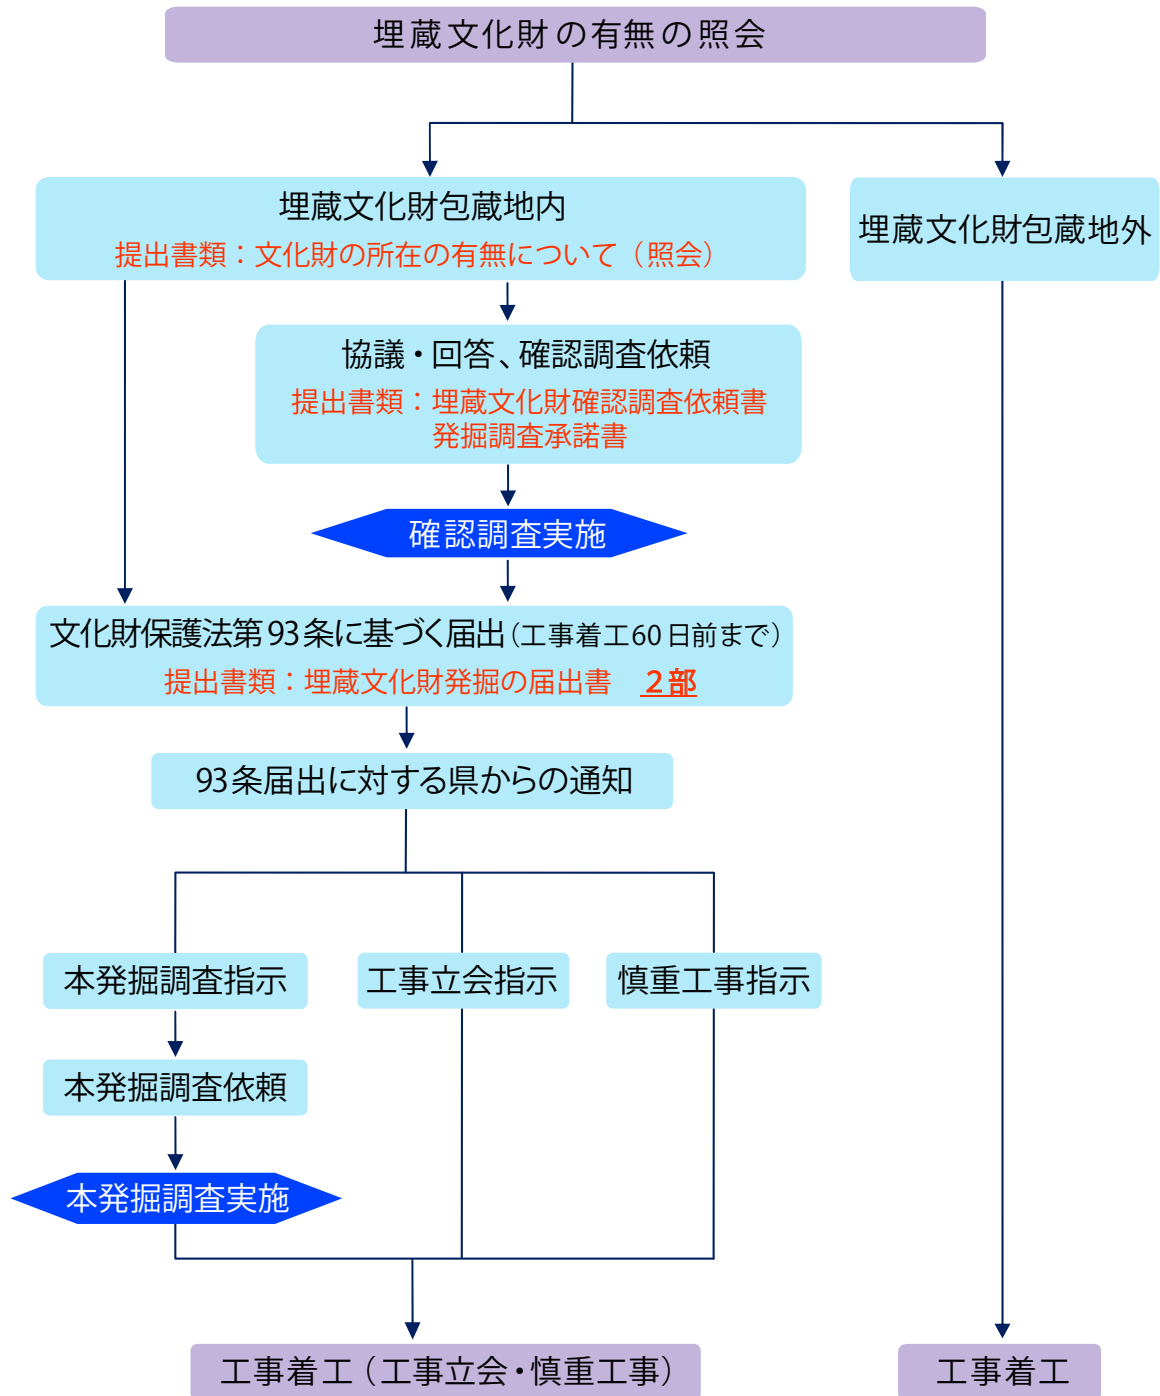 埋蔵文化財の有無の照会
埋蔵文化財包蔵地内
提出書類：文化財の所在の有無について（照会）
埋蔵文化財包蔵地外
協議・回答、確認調査依頼
提出書類：埋蔵文化財確認調査依頼書
発掘調査承諾書
確認調査実施
文化財保護法第93条に基づく届出（工事着工60日前まで）
提出書類：埋蔵文化財発掘の届出書　２部
93条届出に対する県からの通知
本発掘調査指示
工事立会指示
慎重工事指示
本発掘調査依頼
本発掘調査実施
工事着工（工事立会・慎重工事）
工事着工